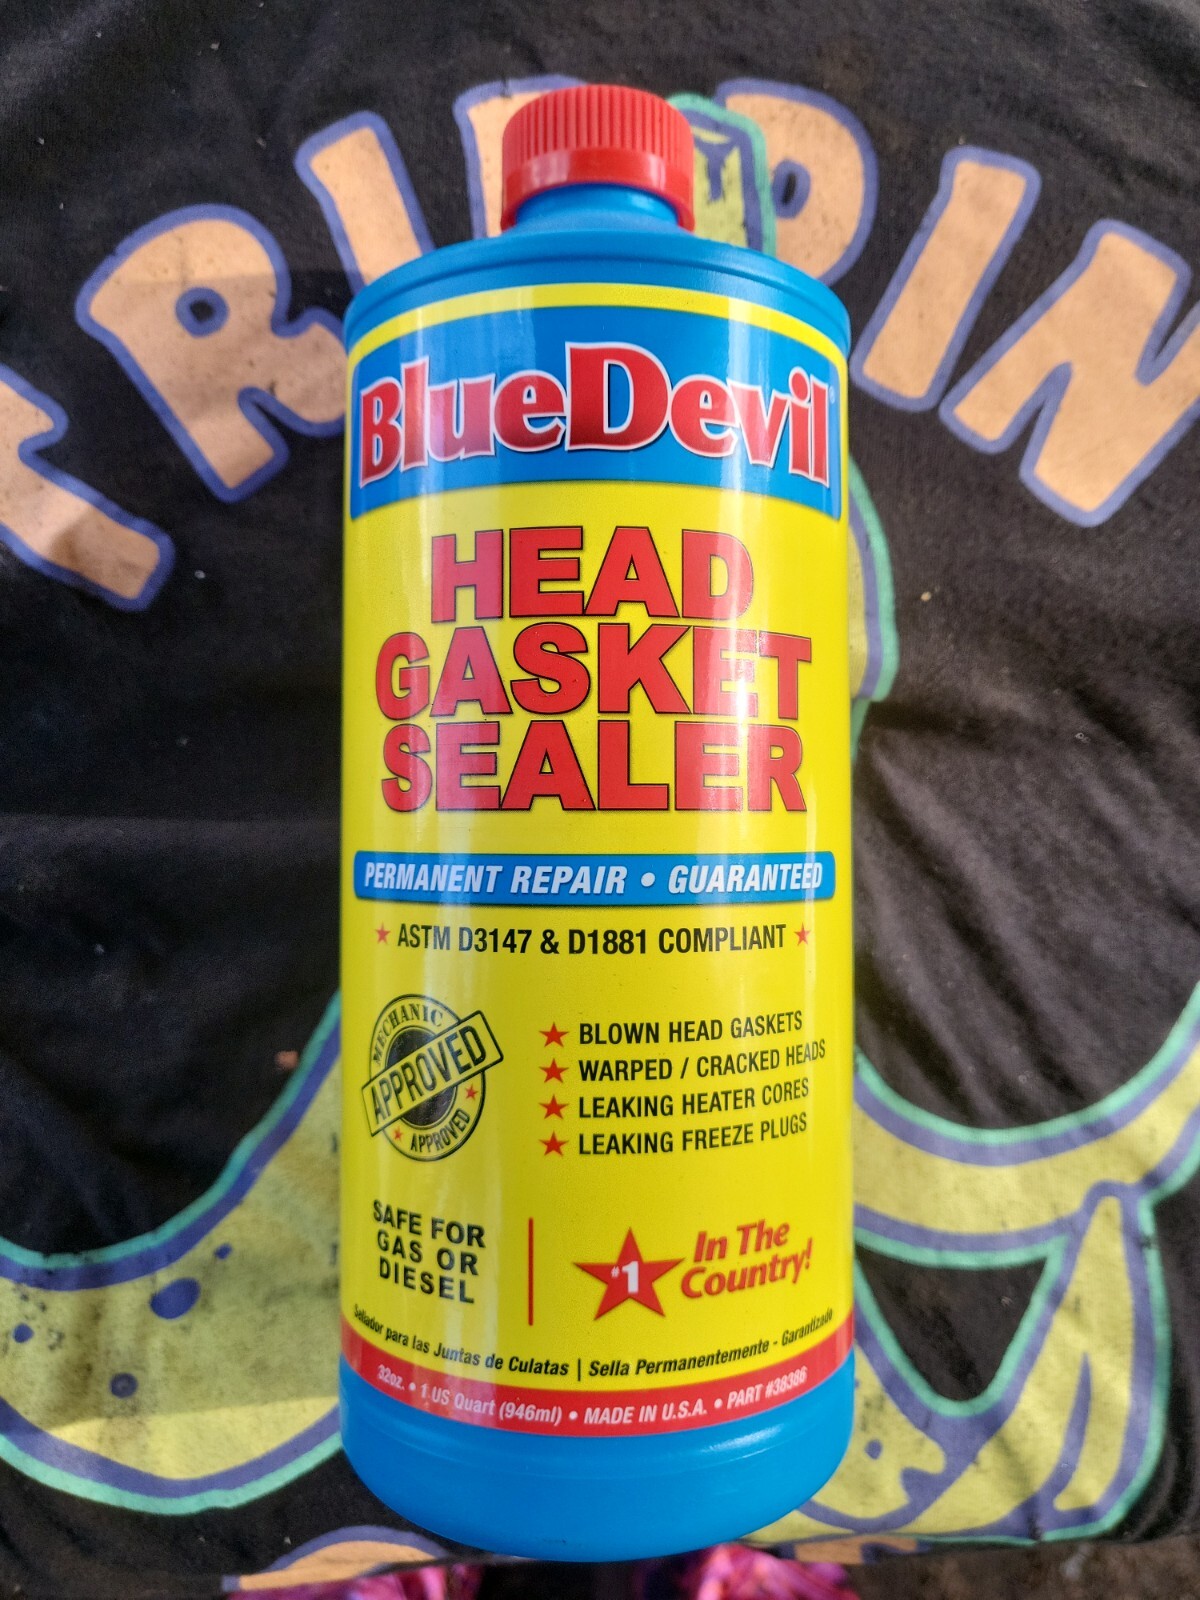 TRIPPIN
BlueDevil®
HEAD
GASKET
SEALER
PERMANENT REPAIR • GUARANTEED
★ ASTM D3147 & D1881 COMPLIANT ★
MECHANIC
APPROVED
APPROVED
★ BLOWN HEAD GASKETS
★ WARPED / CRACKED HEADS
★ LEAKING HEATER CORES
★ LEAKING FREEZE PLUGS
SAFE FOR
GAS OR
DIESEL
#1 In The
Country!
Sellador para las Juntas de Culatas | Sella Permanentemente - Garantizado
32oz. • 1 US Quart (946ml) • MADE IN U.S.A. • PART #38386